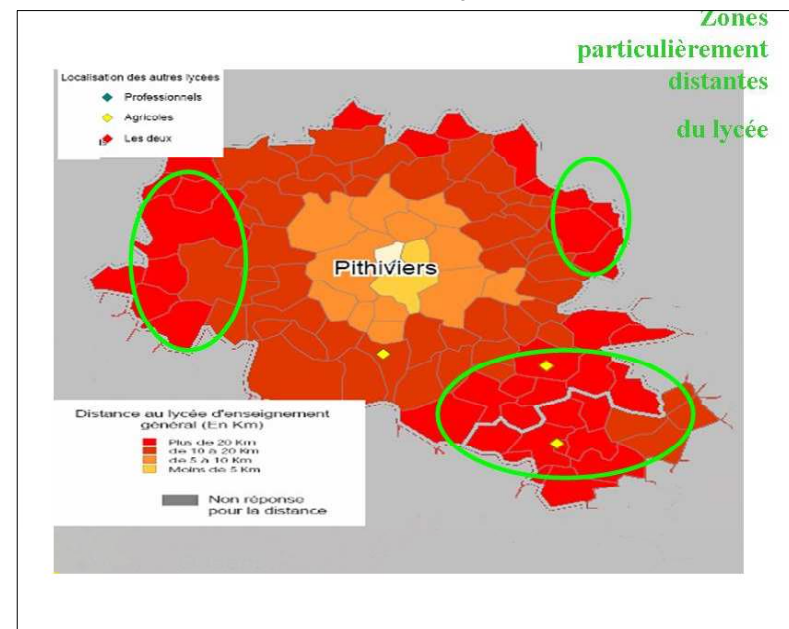 Zones
particulièrement
distantes
du lycée
Localisation des autres lycées
Professionnels
Agricoles
Les deux
Pithiviers
Distance au lycée d'enseignement
général (En Km)
Plus de 20 Km
de 10 à 20 Km
de 5 à 10 Km
Moins de 5 Km
Non réponse
pour la distance